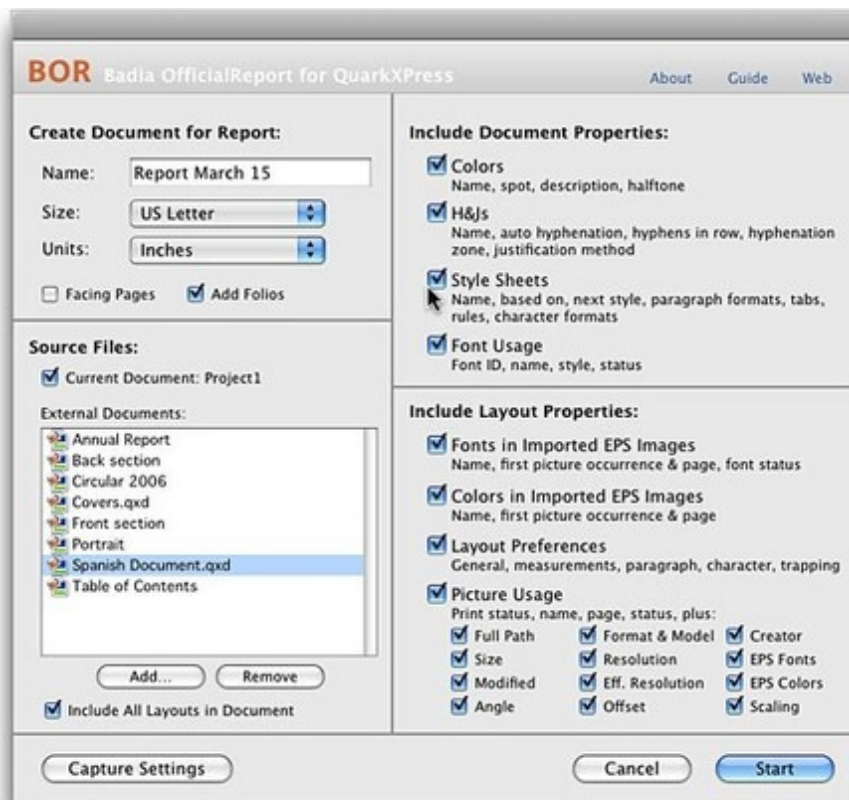 BOR Badia OfficialReport for QuarkXPress
About Guide Web
Create Document for Report:
Name: Report March 15
Size: US Letter
Units: Inches
Facing Pages Add Folios
Source Files:
Current Document: Project1
External Documents:
Annual Report
Back section
Circular 2006
Covers.qxd
Front section
Portrait
Spanish Document.qxd
Table of Contents
Add... Remove
Include All Layouts in Document
Include Document Properties:
Colors
Name, spot, description, halftone
H&Js
Name, auto hyphenation, hyphens in row, hyphenation
zone, justification method
Style Sheets
Name, based on, next style, paragraph formats, tabs,
rules, character formats
Font Usage
Font ID, name, style, status
Include Layout Properties:
Fonts in Imported EPS Images
Name, first picture occurrence & page, font status
Colors in Imported EPS Images
Name, first picture occurrence & page
Layout Preferences
General, measurements, paragraph, character, trapping
Picture Usage
Print status, name, page, status, plus:
Full Path Format & Model Creator
Size Resolution EPS Fonts
Modified Eff. Resolution EPS Colors
Angle Offset Scaling
Capture Settings Cancel Start